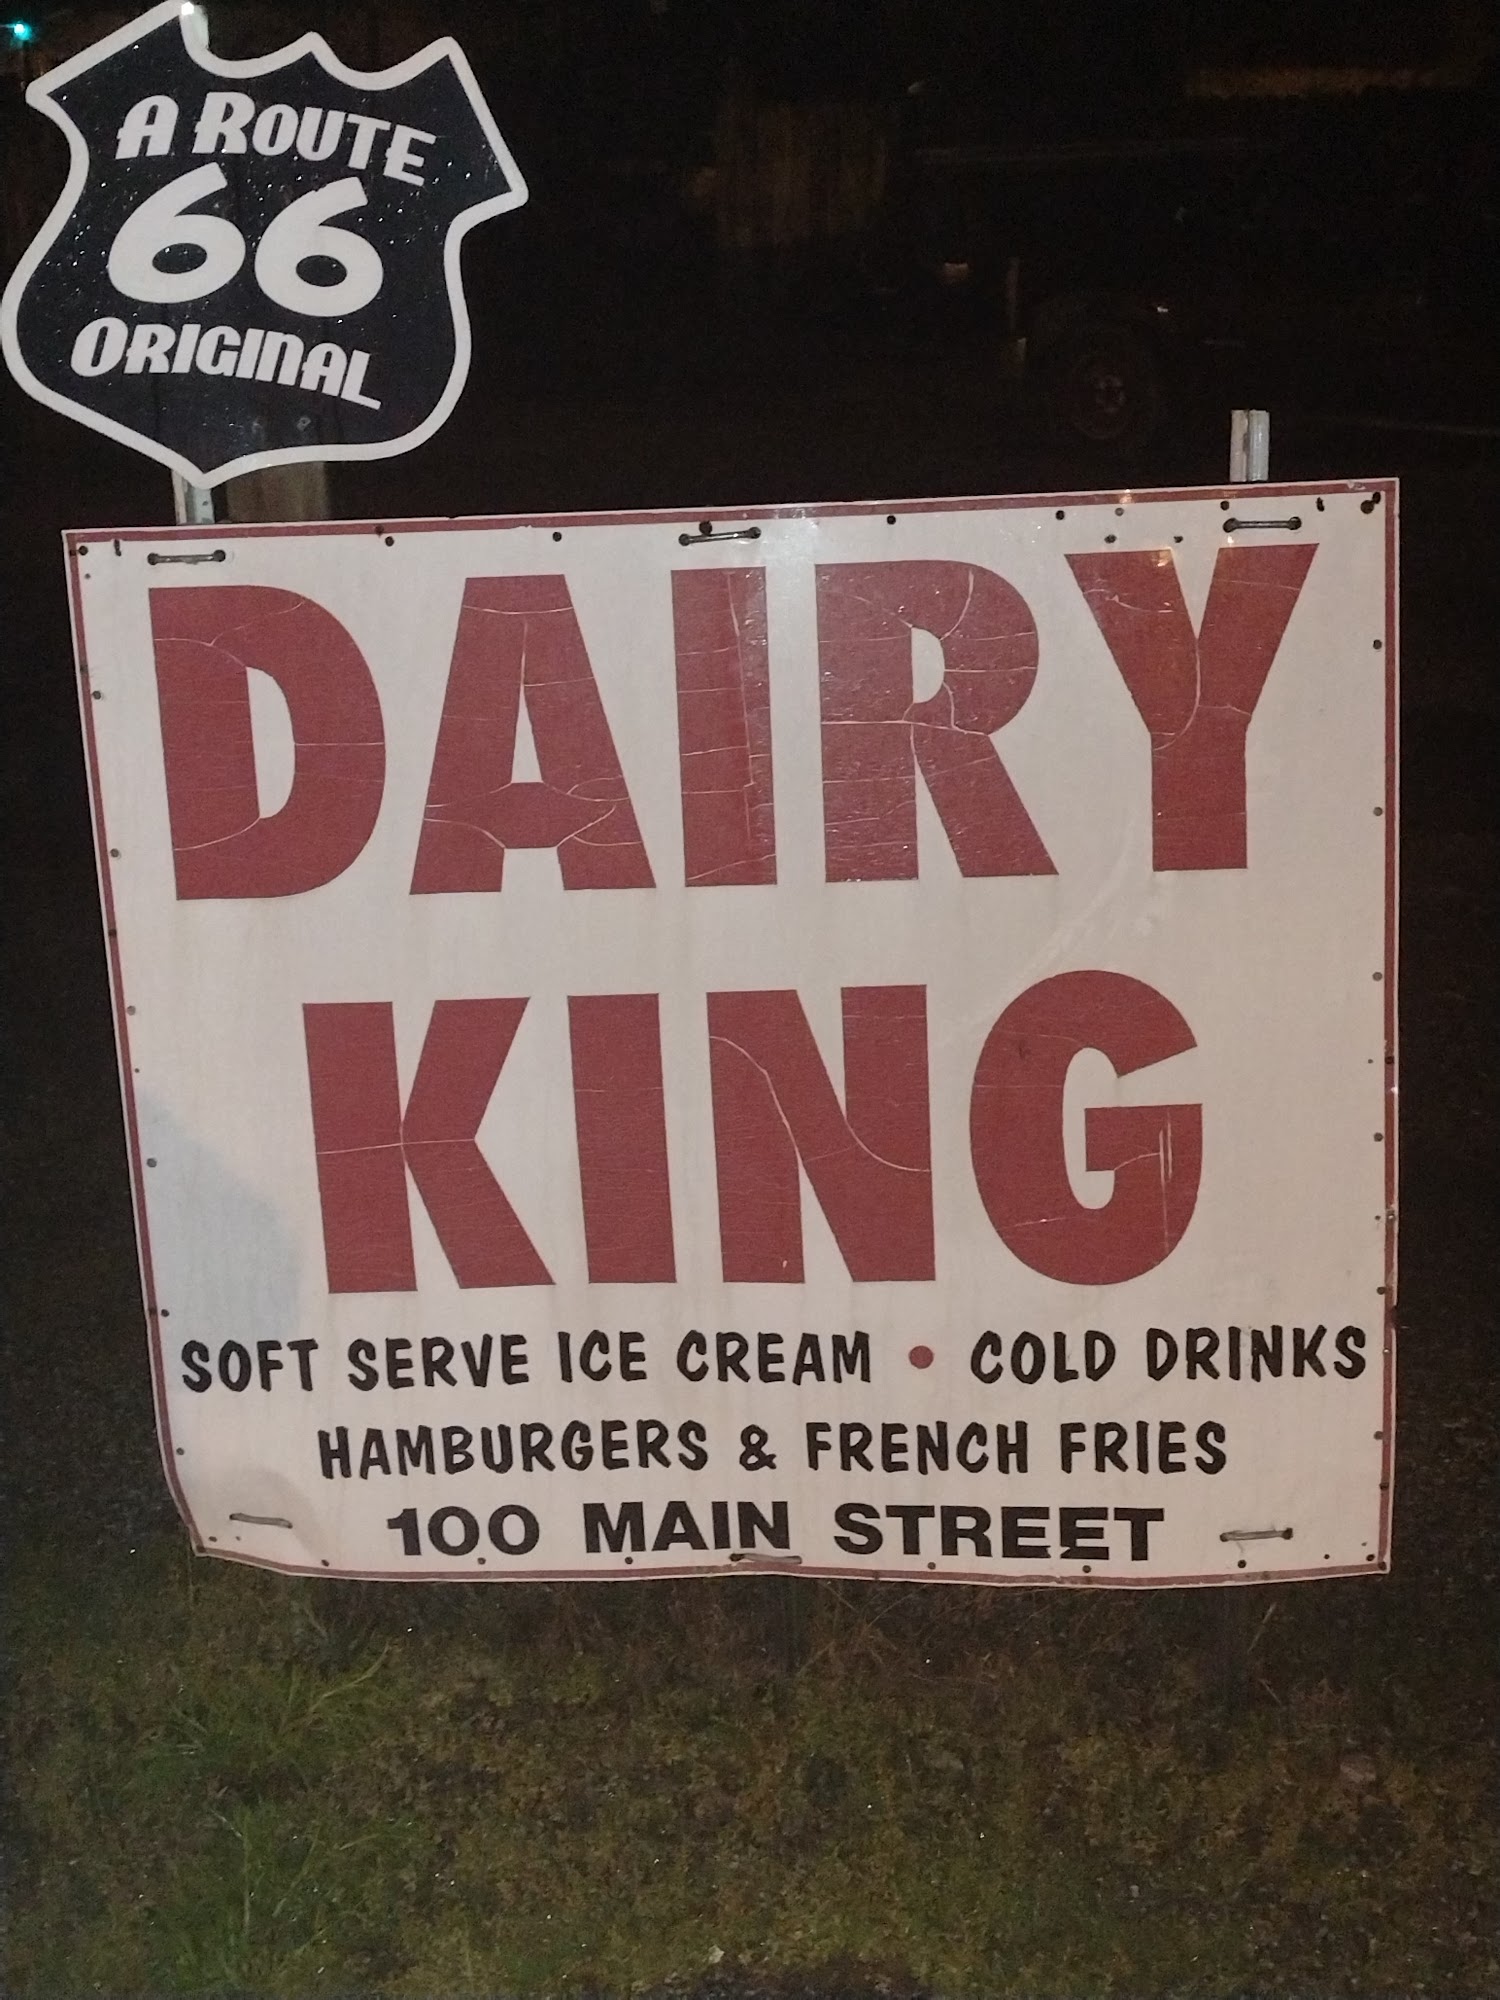 A ROUTE
66
ORIGINAL
DAIRY
KING
SOFT SERVE ICE CREAM • COLD DRINKS
HAMBURGERS & FRENCH FRIES
100 MAIN STREET